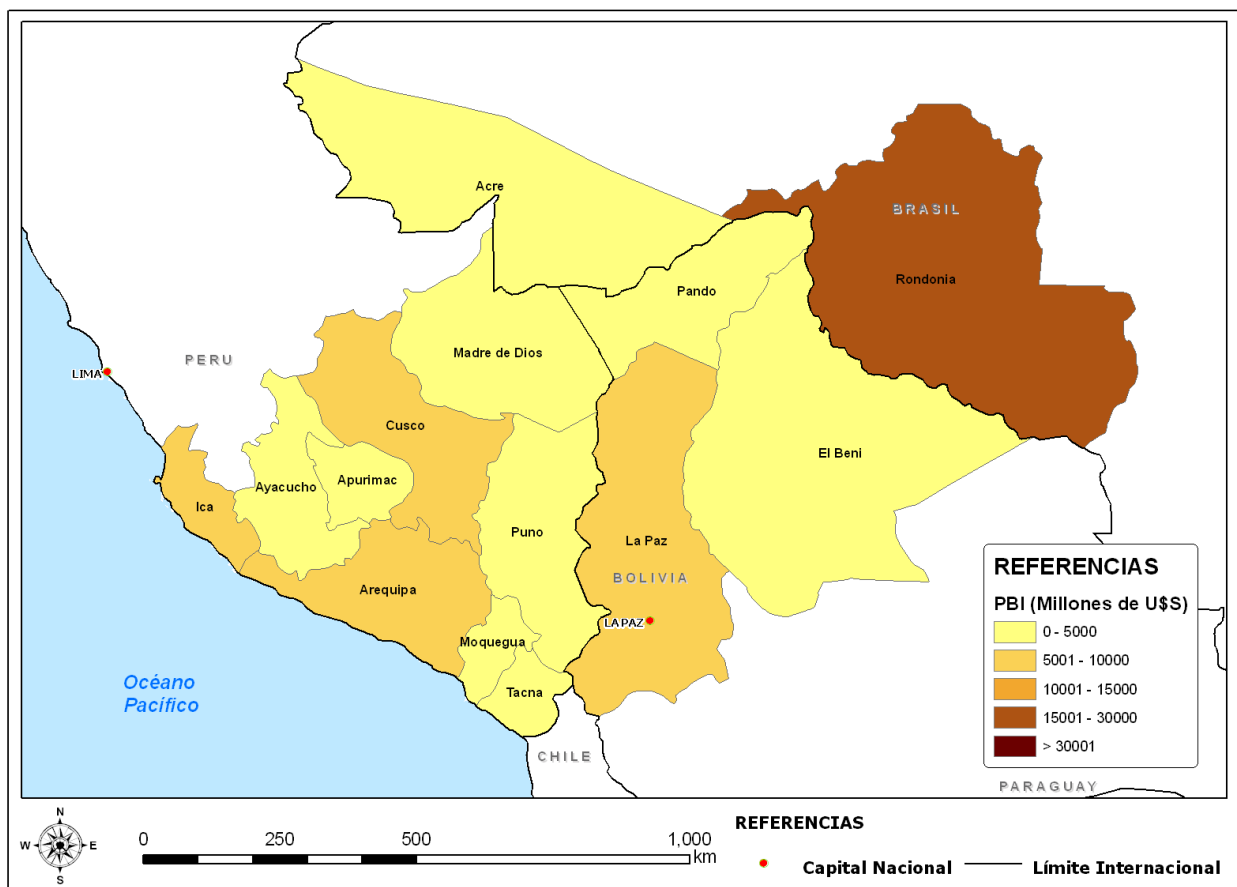 Acre
BRASIL
Rondonia
Pando
PERU
Madre de Dios
LIMA
Cusco
El Beni
Apurimac
Ayacucho
Ica
Puno
La Paz
BOLIVIA
Arequipa
LA PAZ
Moquegua
Tacna
Océano
Pacífico
CHILE
PARAGUAY
REFERENCIAS
PBI (Millones de U$S)
0 - 5000
5001 - 10000
10001 - 15000
15001 - 30000
> 30001
N
W E
S
0 250 500 1,000
km
REFERENCIAS
Capital Nacional Límite Internacional